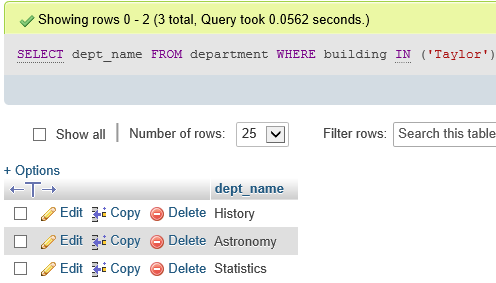 Showing rows 0 - 2 (3 total, Query took 0.0562 seconds.)
SELECT dept_name FROM department WHERE building IN ('Taylor')
Show all | Number of rows: 25 Filter rows: Search this table
+ Options
←T→ dept_name
Edit Copy Delete History
Edit Copy Delete Astronomy
Edit Copy Delete Statistics